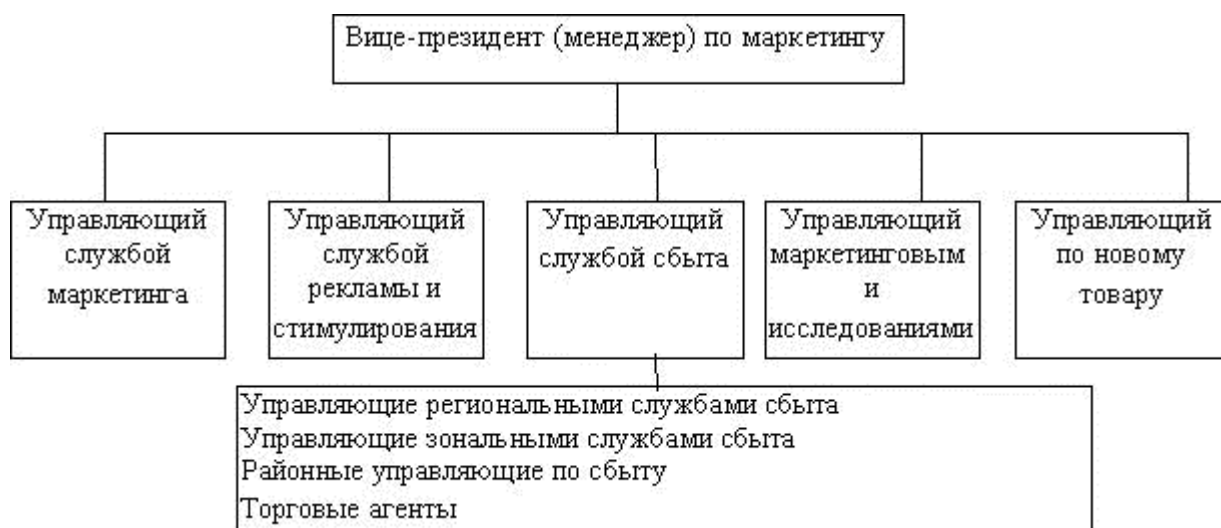 Вице-президент (менеджер) по маркетингу
Управляющий
службой
маркетинга
Управляющий
службой
рекламы и
стимулирования
Управляющий
службой сбыта
Управляющий
маркетинговым
и
исследованиями
Управляющий
по новому
товару
Управляющие региональными службами сбыта
Управляющие зональными службами сбыта
Районные управляющие по сбыту
Торговые агенты